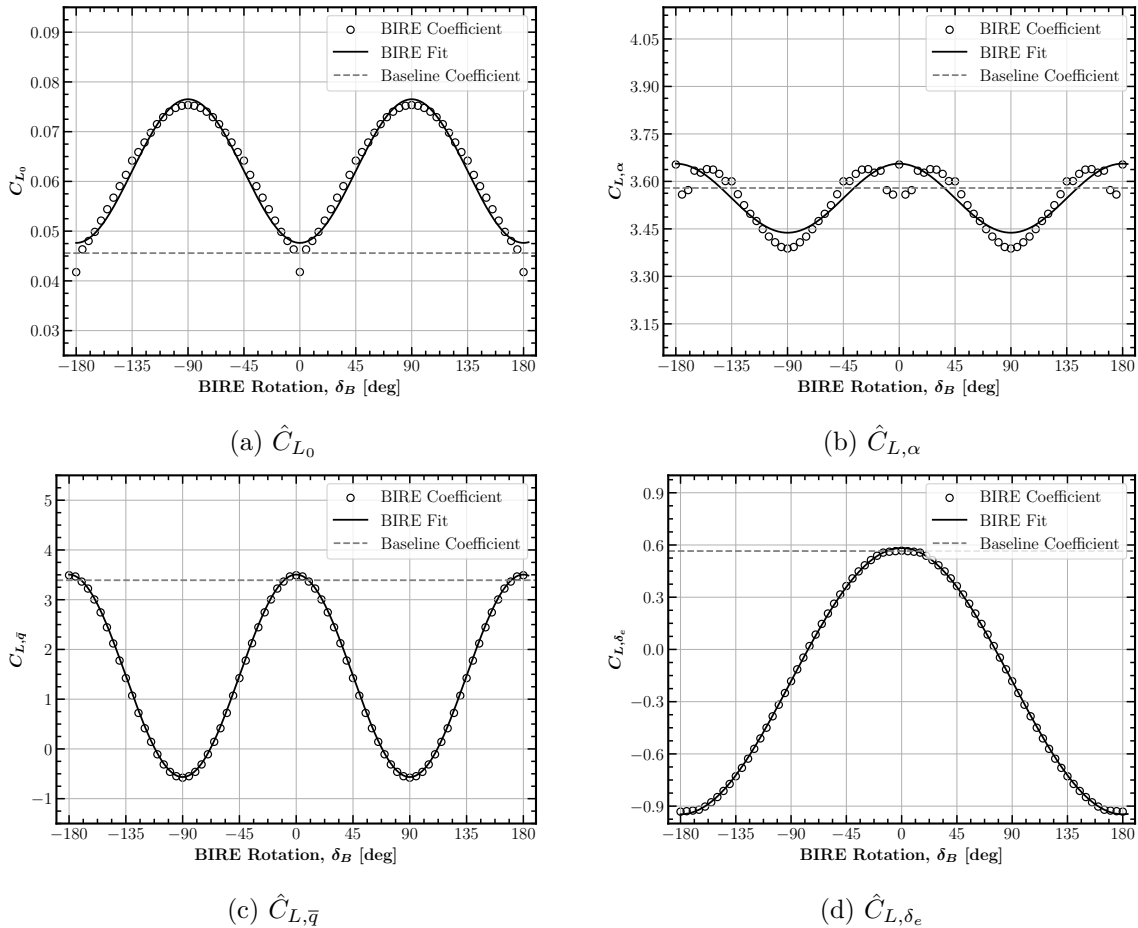 0.09
0.08
0.07
0.06
0.05
0.04
0.03
C_{L_0}
BIRE Coefficient
BIRE Fit
Baseline Coefficient
−180 −135 −90 −45 0 45 90 135 180
BIRE Rotation, δ_B [deg]
(a) Ĉ_{L_0}
4.05
3.90
3.75
3.60
3.45
3.30
3.15
C_{L,α}
BIRE Coefficient
BIRE Fit
Baseline Coefficient
−180 −135 −90 −45 0 45 90 135 180
BIRE Rotation, δ_B [deg]
(b) Ĉ_{L,α}
5
4
3
2
1
0
−1
C_{L,q̄}
BIRE Coefficient
BIRE Fit
Baseline Coefficient
−180 −135 −90 −45 0 45 90 135 180
BIRE Rotation, δ_B [deg]
(c) Ĉ_{L,q̄}
0.9
0.6
0.3
0.0
−0.3
−0.6
−0.9
C_{L,δ_e}
BIRE Coefficient
BIRE Fit
Baseline Coefficient
−180 −135 −90 −45 0 45 90 135 180
BIRE Rotation, δ_B [deg]
(d) Ĉ_{L,δ_e}